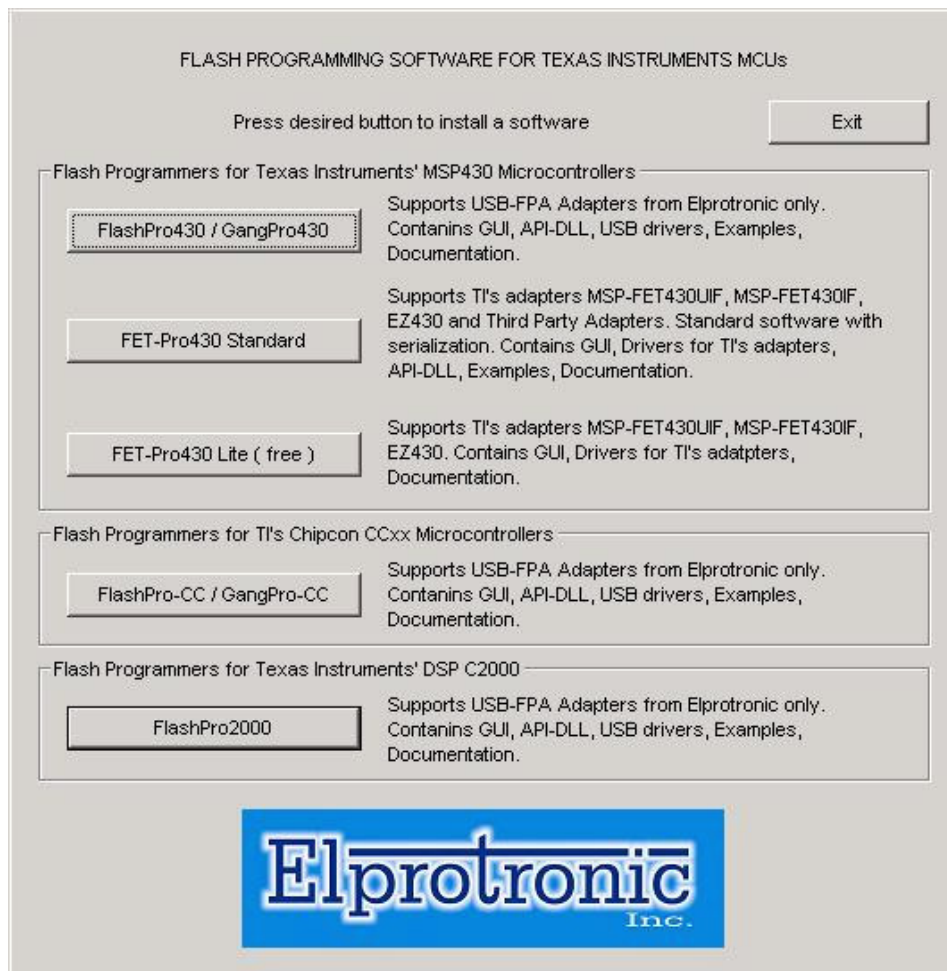 FLASH PROGRAMMING SOFTWARE FOR TEXAS INSTRUMENTS MCUs
Press desired button to install a software
Exit
Flash Programmers for Texas Instruments' MSP430 Microcontrollers
FlashPro430 / GangPro430
Supports USB-FPA Adapters from Elprotronic only.
Contanins GUI, API-DLL, USB drivers, Examples,
Documentation.
FET-Pro430 Standard
Supports TI's adapters MSP-FET430UIF, MSP-FET430IF,
EZ430 and Third Party Adapters. Standard software with
serialization. Contains GUI, Drivers for TI's adapters,
API-DLL, Examples, Documentation.
FET-Pro430 Lite ( free )
Supports TI's adapters MSP-FET430UIF, MSP-FET430IF,
EZ430. Contains GUI, Drivers for TI's adatpters,
Documentation.
Flash Programmers for TI's Chipcon CCxx Microcontrollers
FlashPro-CC / GangPro-CC
Supports USB-FPA Adapters from Elprotronic only.
Contanins GUI, API-DLL, USB drivers, Examples,
Documentation.
Flash Programmers for Texas Instruments' DSP C2000
FlashPro2000
Supports USB-FPA Adapters from Elprotronic only.
Contanins GUI, API-DLL, USB drivers, Examples,
Documentation.
Elprotronic
Inc.